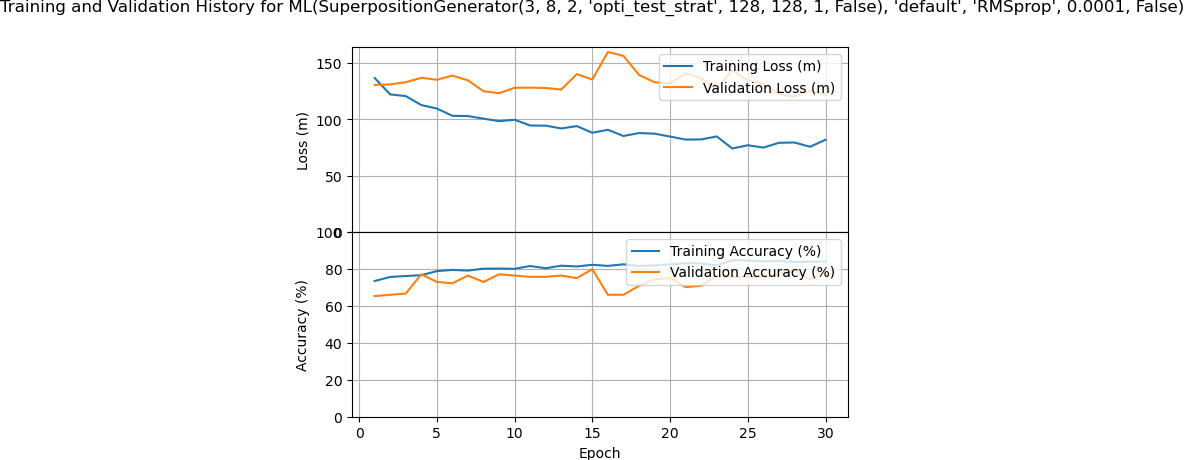 Training and Validation History for ML(SuperpositionGenerator(3, 8, 2, 'opti_test_strat', 128, 128, 1, False), 'default', 'RMSprop', 0.0001, False)
150
100
50
0
Loss (m)
Training Loss (m)
Validation Loss (m)
100
80
60
40
20
0
Accuracy (%)
Training Accuracy (%)
Validation Accuracy (%)
0 5 10 15 20 25 30
Epoch